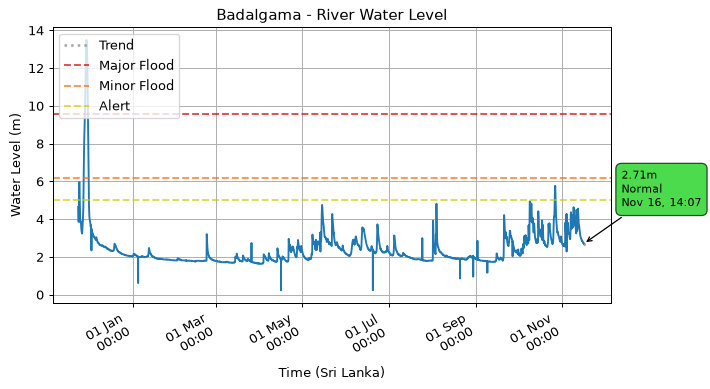 Badalgama - River Water Level
Water Level (m)
14
12
10
8
6
4
2
0
Trend
Major Flood
Minor Flood
Alert
2.71m
Normal
Nov 16, 14:07
01 Jan
00:00
01 Mar
00:00
01 May
00:00
01 Jul
00:00
01 Sep
00:00
01 Nov
00:00
Time (Sri Lanka)